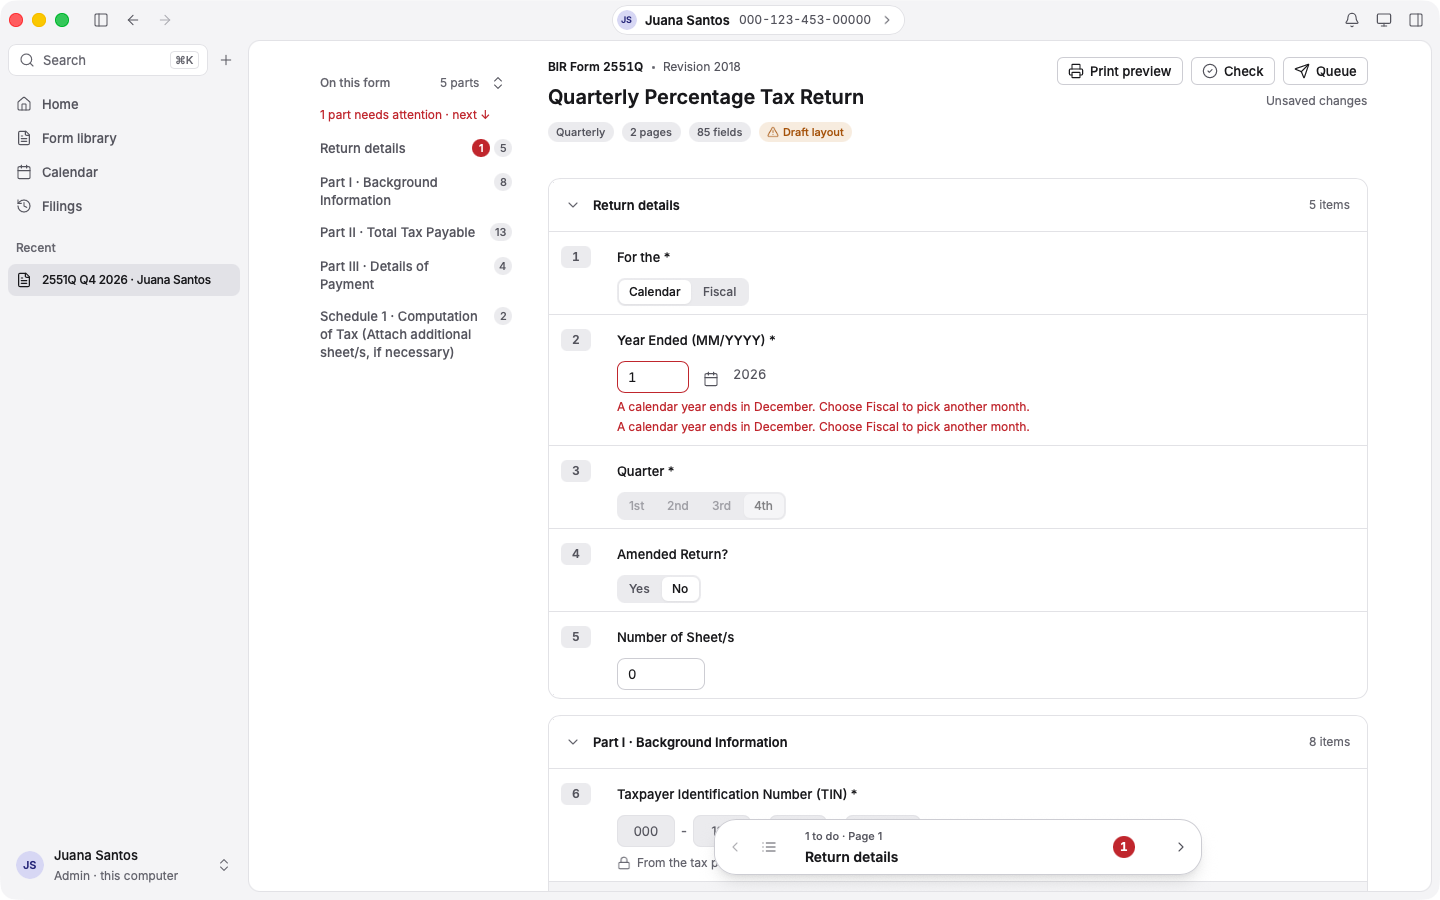 JS Juana Santos 000-123-453-00000
Search ⌘K
Home
Form library
Calendar
Filings
Recent
2551Q Q4 2026 · Juana Santos
JS
Juana Santos
Admin · this computer
On this form 5 parts
1 part needs attention · next ↓
Return details 1 5
Part I · Background 8
Information
Part II · Total Tax Payable 13
Part III · Details of 4
Payment
Schedule 1 · Computation 2
of Tax (Attach additional
sheet/s, if necessary)
BIR Form 2551Q • Revision 2018
Quarterly Percentage Tax Return
Quarterly 2 pages 85 fields Draft layout
Print preview Check Queue
Unsaved changes
Return details 5 items
1 For the *
Calendar Fiscal
2 Year Ended (MM/YYYY) *
1 2026
A calendar year ends in December. Choose Fiscal to pick another month.
A calendar year ends in December. Choose Fiscal to pick another month.
3 Quarter *
1st 2nd 3rd 4th
4 Amended Return?
Yes No
5 Number of Sheet/s
0
Part I · Background Information 8 items
6 Taxpayer Identification Number (TIN) *
000 -
From the tax
1 to do · Page 1
Return details 1